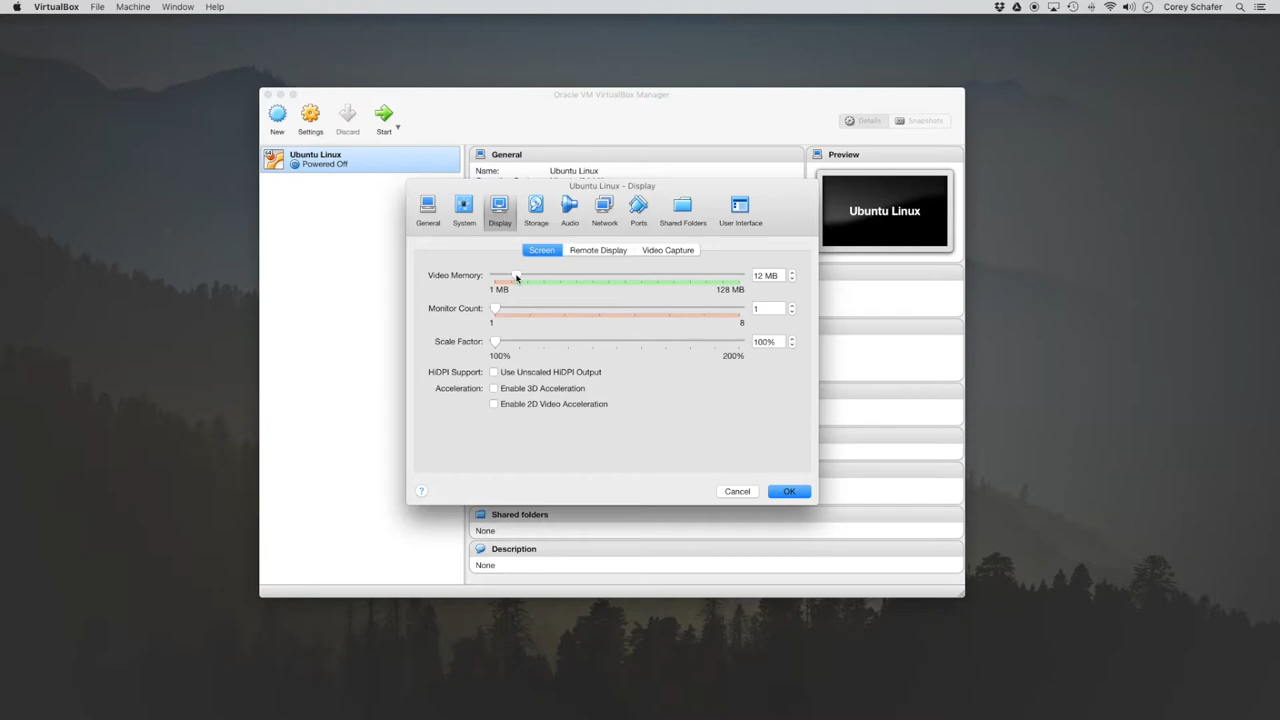 VirtualBox File Machine Window Help Corey Schafer
Oracle VM VirtualBox Manager
New Settings Discard Start Details Snapshots
Ubuntu Linux
Powered Off
General
Name: Ubuntu Linux
Preview
Ubuntu Linux
Ubuntu Linux - Display
General System Display Storage Audio Network Ports Shared Folders User Interface
Screen Remote Display Video Capture
Video Memory: 12 MB
1 MB 128 MB
Monitor Count: 1
1 8
Scale Factor: 100%
100% 200%
HiDPI Support: Use Unscaled HiDPI Output
Acceleration: Enable 3D Acceleration
Enable 2D Video Acceleration
? Cancel OK
Shared folders
None
Description
None